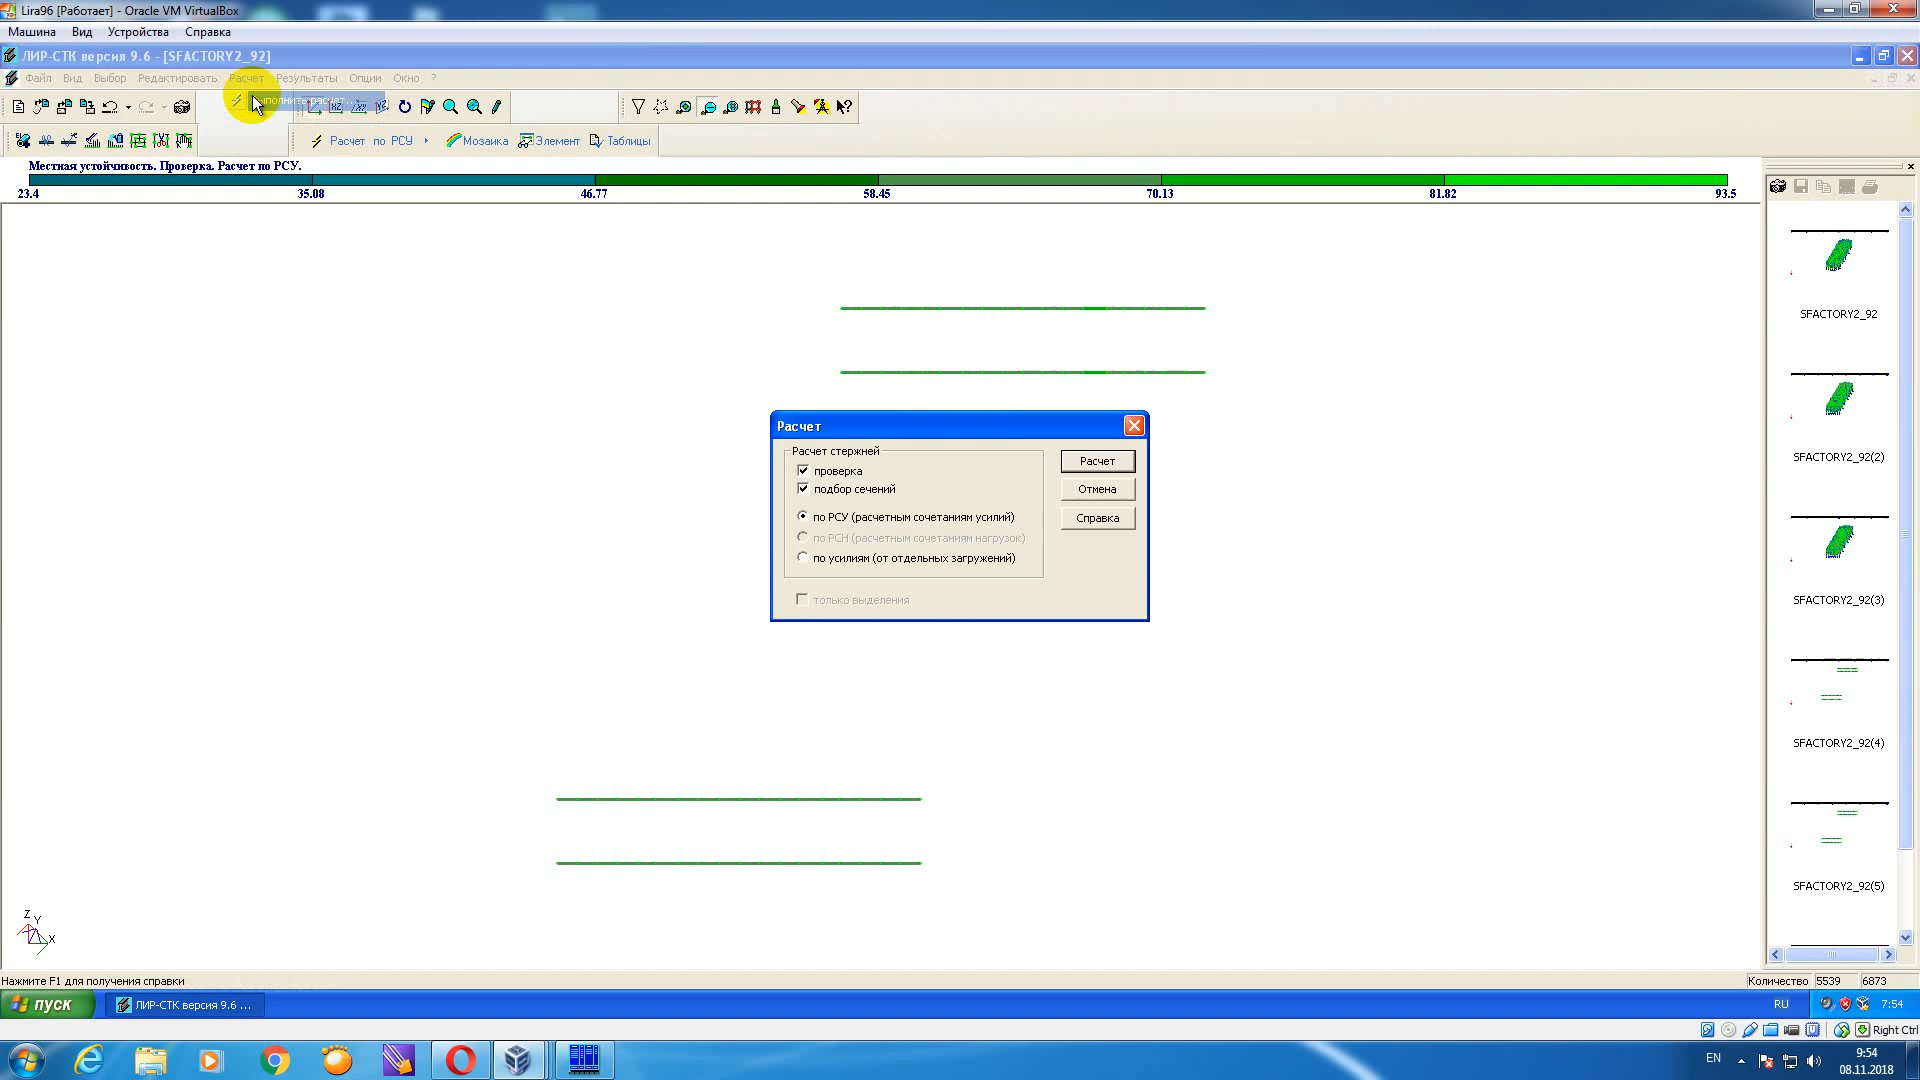 Lira96 [Работает] - Oracle VM VirtualBox
Машина Вид Устройства Справка
ЛИР-СТК версия 9.6 - [SFACTORY2_92]
Файл Вид Выбор Редактировать Расчет Результаты Опции Окно ?
расчет...
Расчет по РСУ Мозаика Элемент Таблицы
Местная устойчивость. Проверка. Расчет по РСУ.
23.4 35.08 46.77 58.45 70.13 81.82 93.5
SFACTORY2_92
SFACTORY2_92(2)
SFACTORY2_92(3)
SFACTORY2_92(4)
SFACTORY2_92(5)
Расчет
Расчет стержней
проверка
подбор сечений
по РСУ (расчетным сочетаниям усилий)
по РСН (расчетным сочетаниям нагрузок)
по усилиям (от отдельных загружений)
только выделения
Расчет
Отмена
Справка
Z
Y
X
Нажмите F1 для получения справки
Количество 5539 6873
пуск
ЛИР-СТК версия 9.6 ...
RU
7:54
Right Ctrl
EN
9:54
08.11.2018